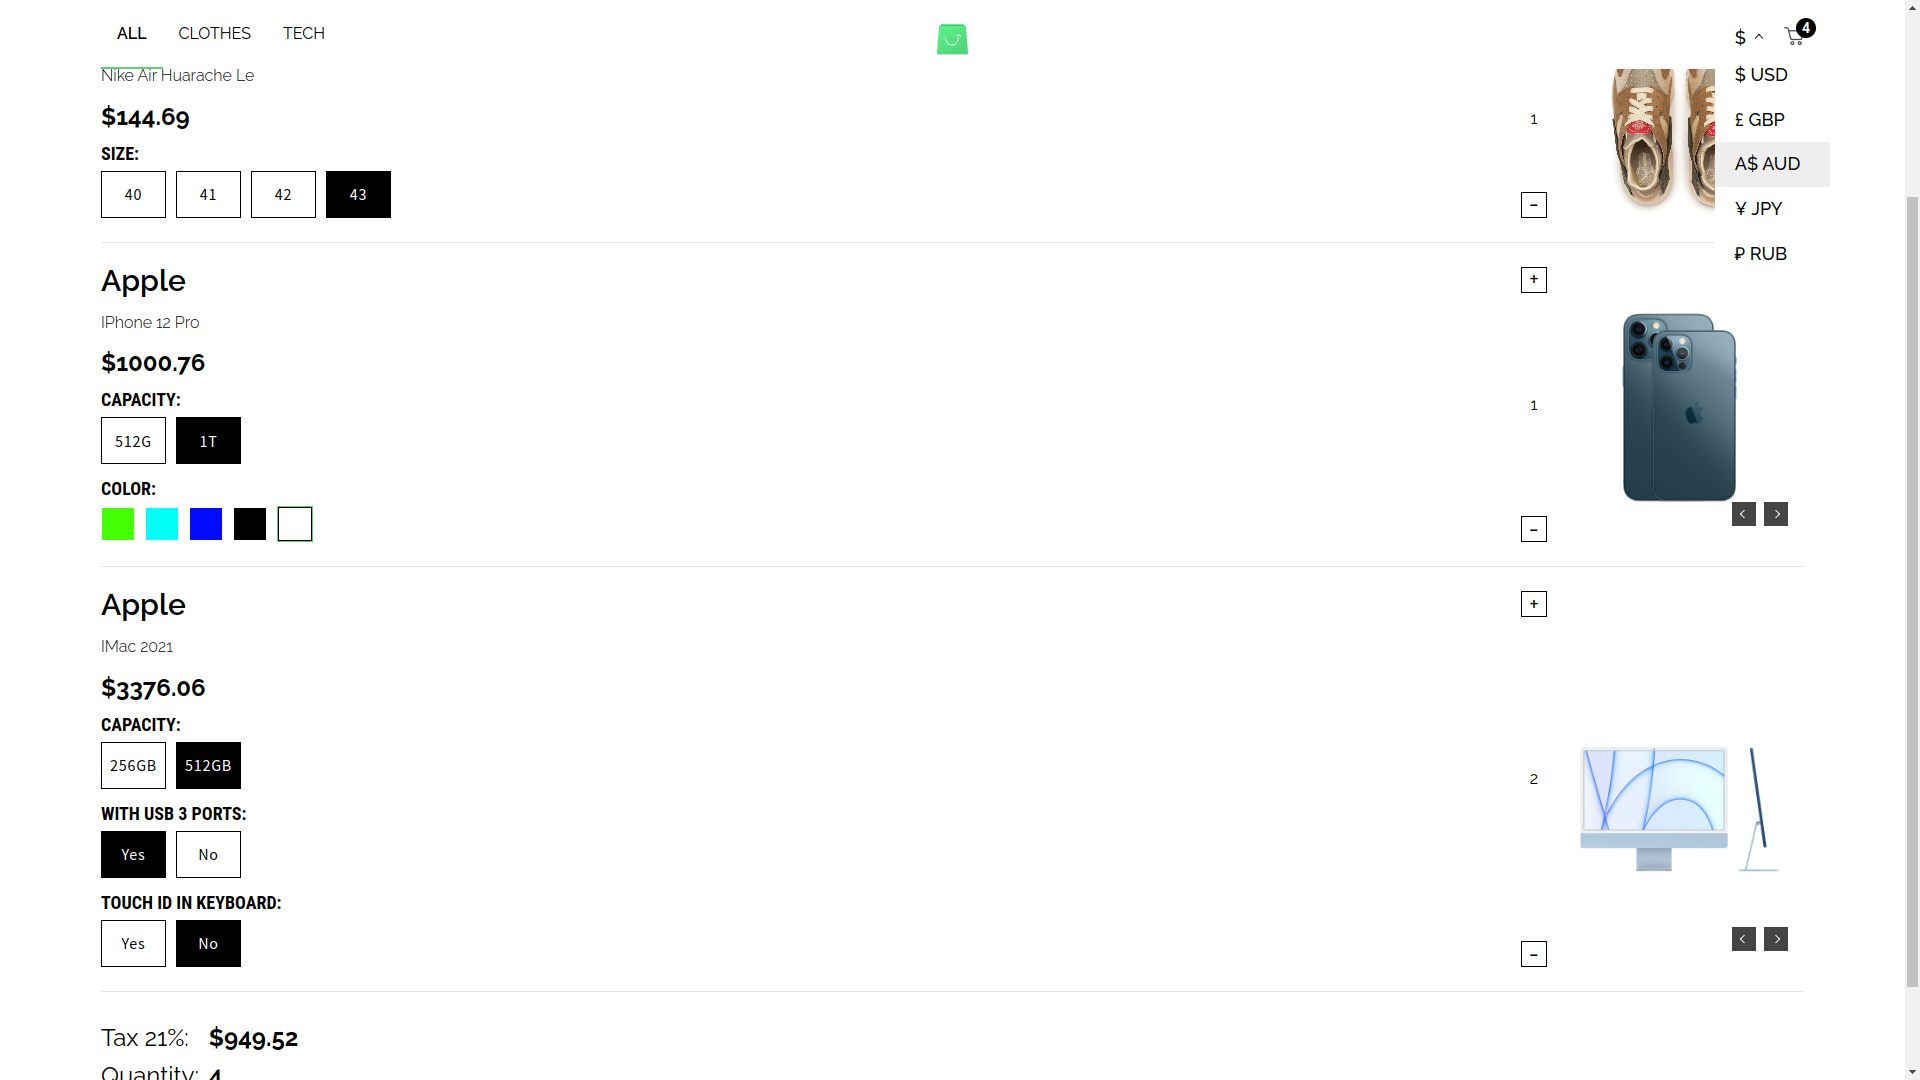 ALL CLOTHES TECH
$ 4
$ USD
£ GBP
A$ AUD
¥ JPY
₽ RUB
Nike Air Huarache Le
$144.69
SIZE:
40 41 42 43
1
-
Apple
IPhone 12 Pro
$1000.76
CAPACITY:
512G 1T
COLOR:
+
1
-
Apple
IMac 2021
$3376.06
CAPACITY:
256GB 512GB
WITH USB 3 PORTS:
Yes No
TOUCH ID IN KEYBOARD:
Yes No
+
2
-
Tax 21%: $949.52
Quantity: 4